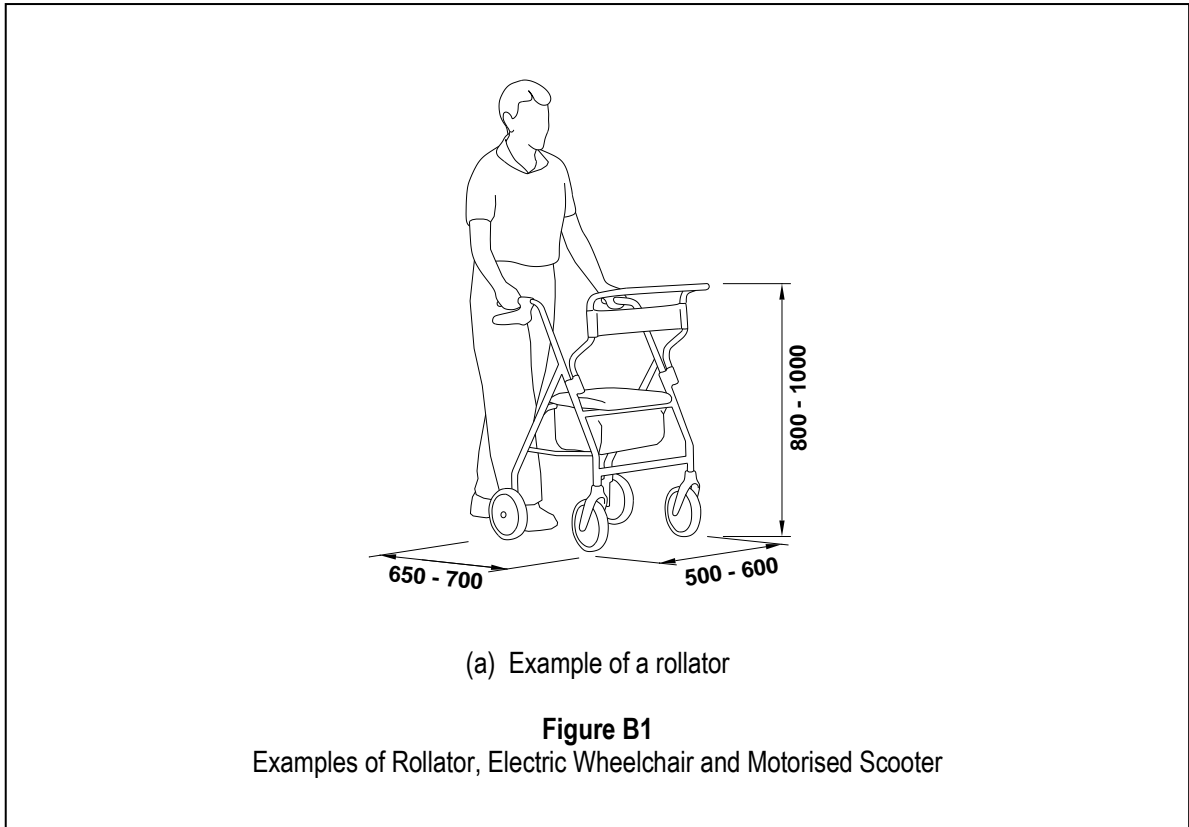 800 - 1000
650 - 700
500 - 600
(a) Example of a rollator
Figure B1
Examples of Rollator, Electric Wheelchair and Motorised Scooter